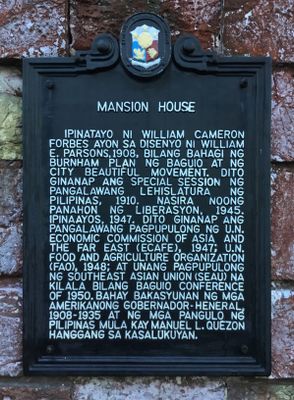 MANSION HOUSE
IPINATAYO NI WILLIAM CAMERON
FORBES AYON SA DISENYO NI WILLIAM
E. PARSONS, 1908, BILANG BAHAGI NG
BURNHAM PLAN NG BAGUIO AT NG
CITY BEAUTIFUL MOVEMENT. DITO
GINANAP ANG SPECIAL SESSION NG
PANGALAWANG LEHISLATURA NG
PILIPINAS, 1910. NASIRA NOONG
PANAHON NG LIBERASYON, 1945.
IPINAAYOS, 1947. DITO GINANAP ANG
PANGALAWANG PAGPUPULONG NG U.N.
ECONOMIC COMMISSION OF ASIA AND
THE FAR EAST (ECAFE), 1947; U.N.
FOOD AND AGRICULTURE ORGANIZATION
(FAO), 1948; AT UNANG PAGPUPULONG
NG SOUTHEAST ASIAN UNION (SEAU) NA
KILALA BILANG BAGUIO CONFERENCE
OF 1950. BAHAY BAKASYUNAN NG MGA
AMERIKANONG GOBERNADOR-HENERAL,
1908-1935 AT NG MGA PANGULO NG
PILIPINAS MULA KAY MANUEL L. QUEZON
HANGGANG SA KASALUKUYAN.